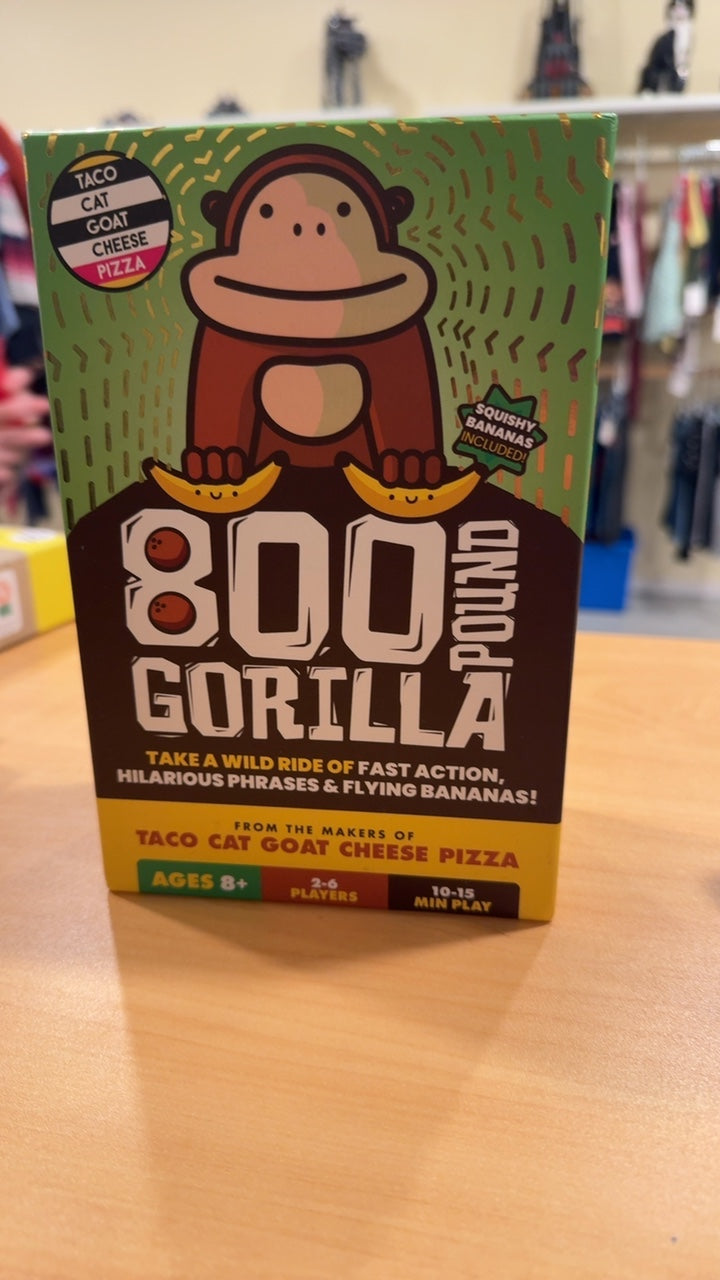 TACO
CAT
GOAT
CHEESE
PIZZA
SQUISHY
BANANAS
INCLUDED!
800
POUND
GORILLA
TAKE A WILD RIDE OF FAST ACTION,
HILARIOUS PHRASES & FLYING BANANAS!
FROM THE MAKERS OF
TACO CAT GOAT CHEESE PIZZA
AGES 8+
2-6
PLAYERS
10-15
MIN PLAY